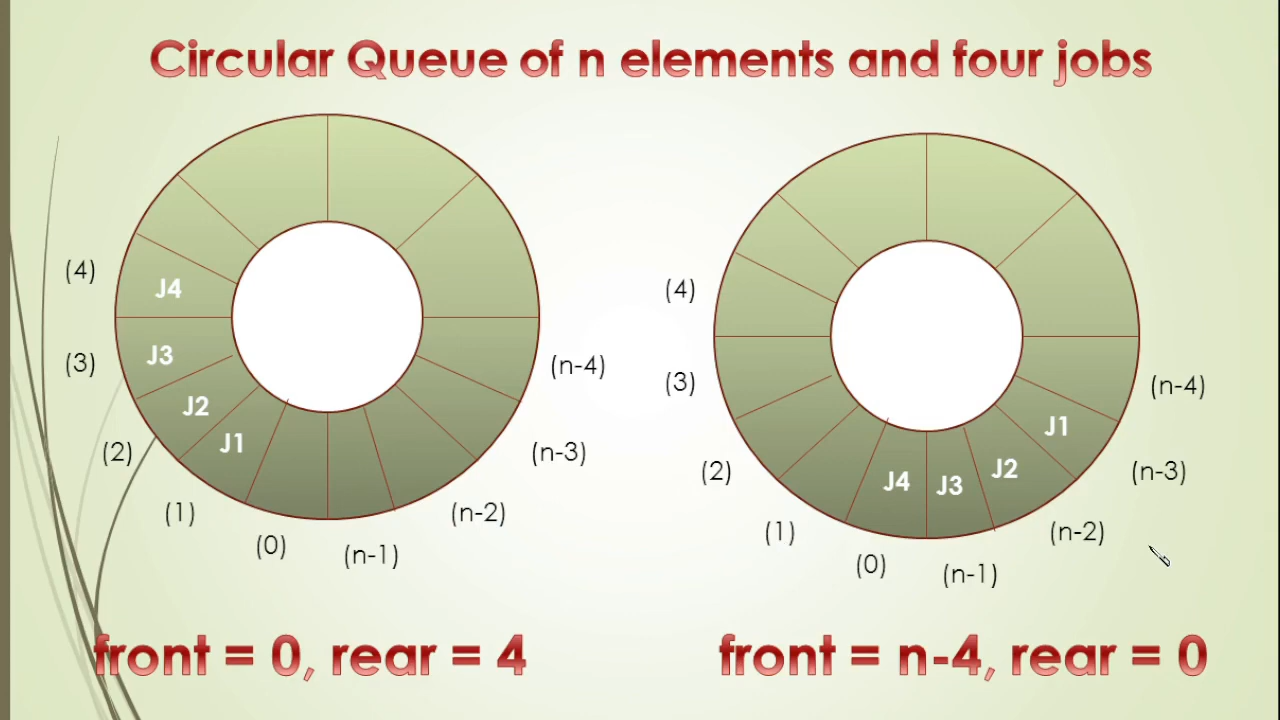 Circular Queue of n elements and four jobs
(4)
J4
(3)
J3
J2
(2)
J1
(1)
(0)
(n-1)
(n-2)
(n-3)
(n-4)
(4)
(3)
(2)
(1)
(0)
J4
J3
J2
J1
(n-1)
(n-2)
(n-3)
(n-4)
front = 0, rear = 4
front = n-4, rear = 0